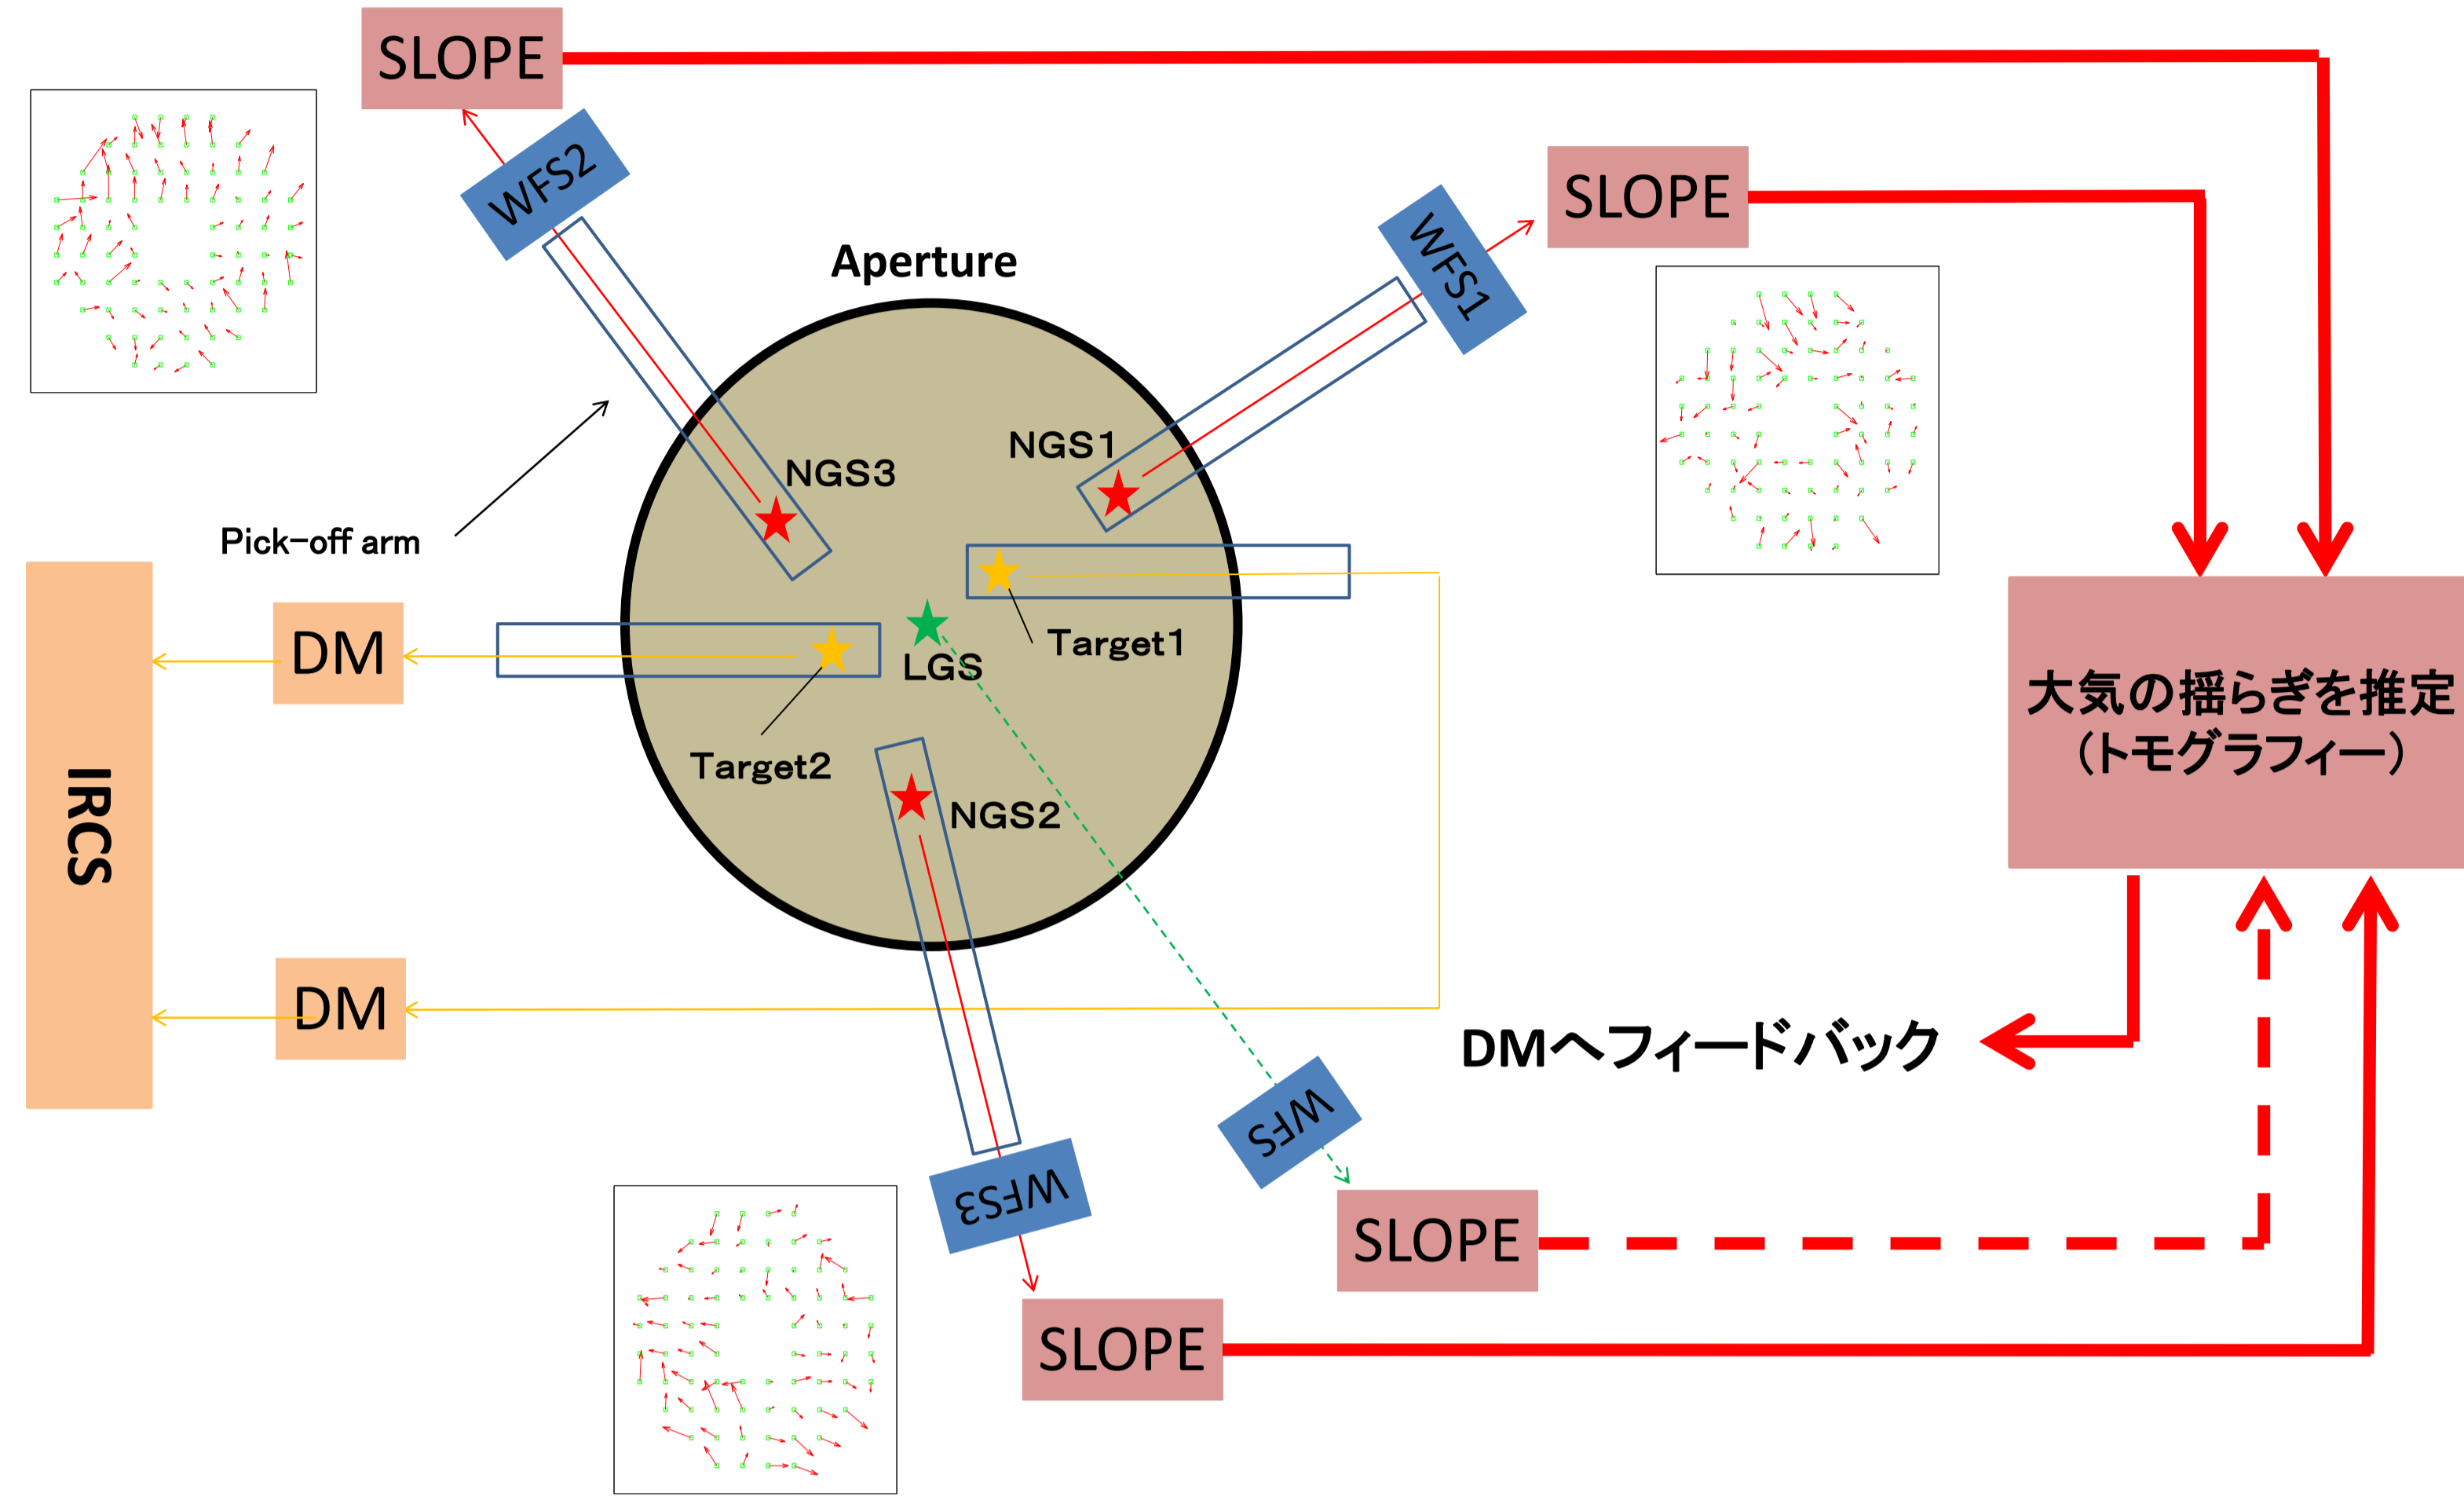 SLOPE
WFS2
SLOPE
WFS1
Aperture
NGS1
NGS3
Pick-off arm
DM
Target1
LGS
大気の揺らぎを推定
（トモグラフィー）
Target2
NGS2
IRCS
DM
DMへフィードバック
WFS
WFS3
SLOPE
SLOPE